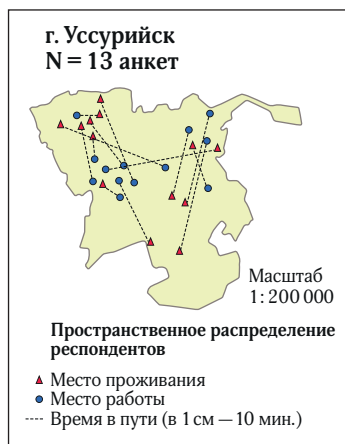 г. Уссурийск
N = 13 анкет
Масштаб
1: 200 000
Пространственное распределение
респондентов
Место проживания
Место работы
Время в пути (в 1 см — 10 мин.)